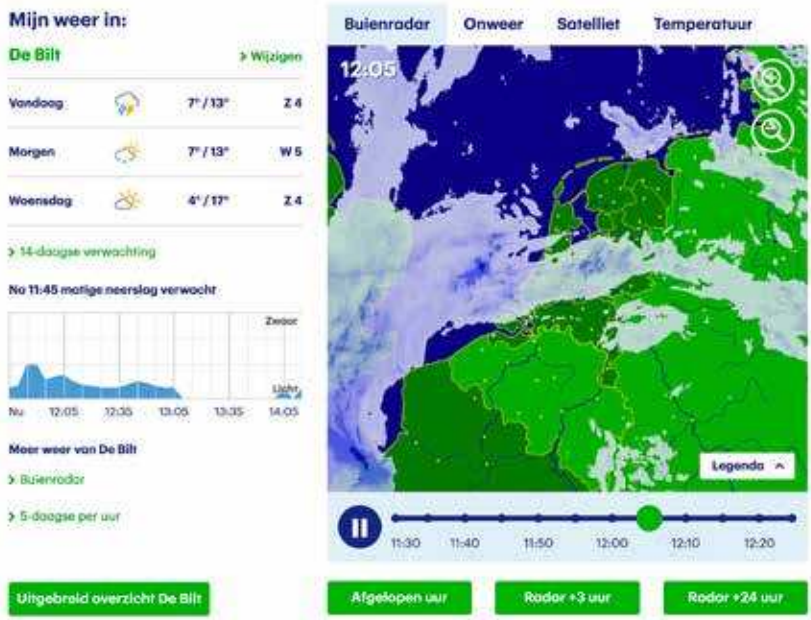 Mijn weer in:
De Bilt
> Wijzigen
Vandaag 7° / 13° Z 4
Morgen 7° / 13° W 5
Woensdag 4° / 17° Z 4
> 14-daagse verwachting
Na 11:45 matige neerslag verwacht
Zwaar
Licht
Nu 12:05 12:35 13:05 13:35 14:05
Meer weer van De Bilt
> Buienradar
> 5-daagse per uur
Uitgebreid overzicht De Bilt
Buienradar Onweer Satelliet Temperatuur
12:05
Legenda
11:30 11:40 11:50 12:00 12:10 12:20
Afgelopen uur Radar +3 uur Radar +24 uur